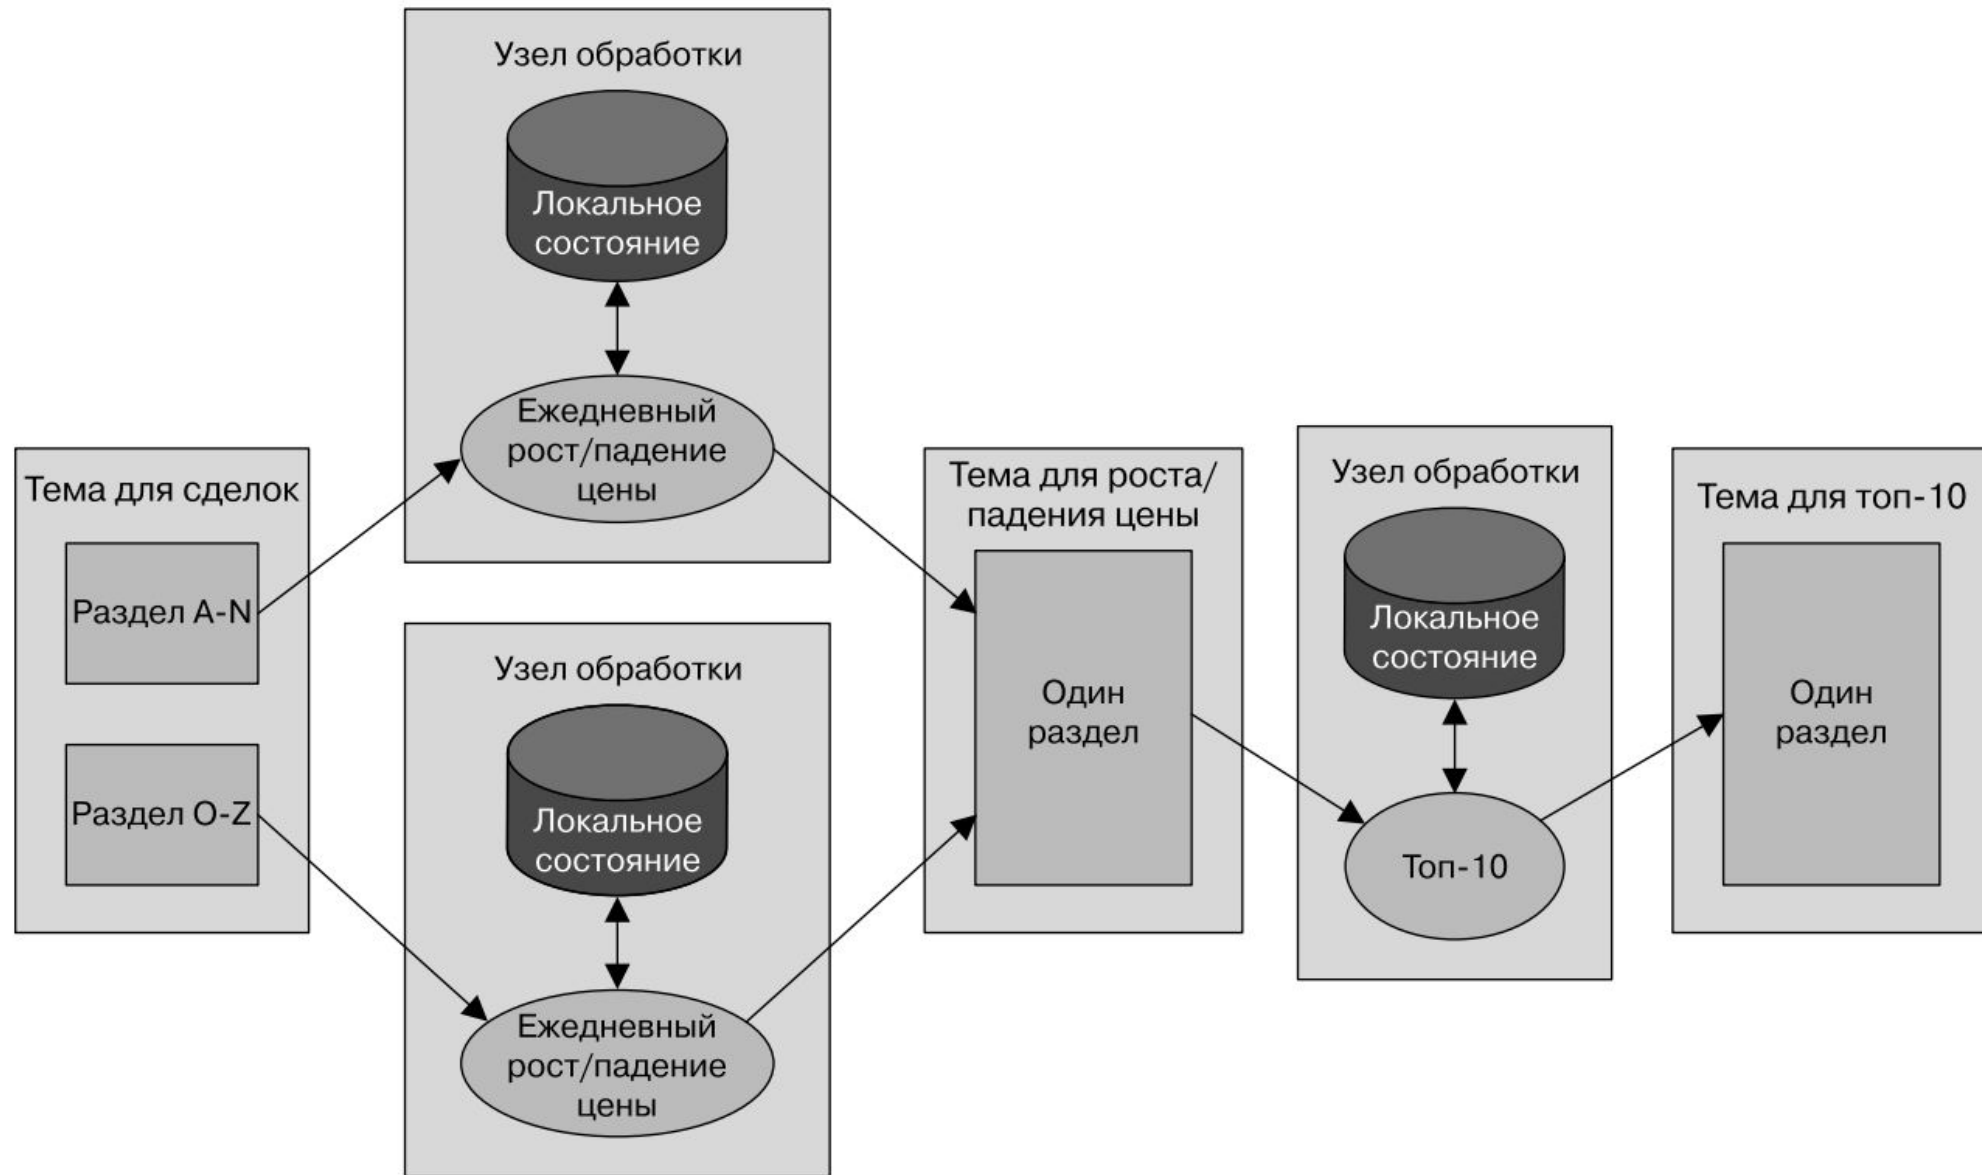 Тема для сделок
Раздел A-N
Раздел O-Z
Узел обработки
Локальное
состояние
Ежедневный
рост/падение
цены
Узел обработки
Локальное
состояние
Ежедневный
рост/падение
цены
Тема для роста/
падения цены
Один
раздел
Узел обработки
Локальное
состояние
Топ-10
Тема для топ-10
Один
раздел